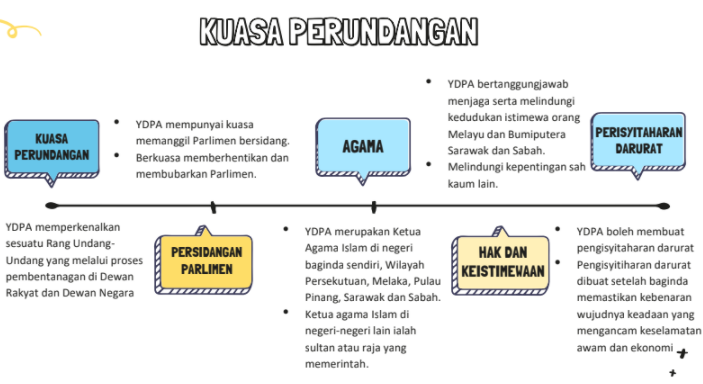 KUASA PERUNDANGAN
KUASA
PERUNDANGAN
YDPA memperkenalkan
sesuatu Rang Undang-
Undang yang melalui proses
pembentanagan di Dewan
Rakyat dan Dewan Negara
• YDPA mempunyai kuasa
memanggil Parlimen bersidang.
• Berkuasa memberhentikan dan
membubarkan Parlimen.
PERSIDANGAN
PARLIMEN
AGAMA
• YDPA merupakan Ketua
Agama Islam di negeri
baginda sendiri, Wilayah
Persekutuan, Melaka, Pulau
Pinang, Sarawak dan Sabah.
• Ketua agama Islam di
negeri-negeri lain ialah
sultan atau raja yang
memerintah.
• YDPA bertanggungjawab
menjaga serta melindungi
kedudukan istimewa orang
Melayu dan Bumiputera
Sarawak dan Sabah.
• Melindungi kepentingan sah
kaum lain.
HAK DAN
KEISTIMEWAAN
PERISYITAHARAN
DARURAT
• YDPA boleh membuat
pengisyitaharan darurat
• Pengisyitiharan darurat
dibuat setelah baginda
memastikan kebenaran
wujudnya keadaan yang
mengancam keselamatan
awam dan ekonomi